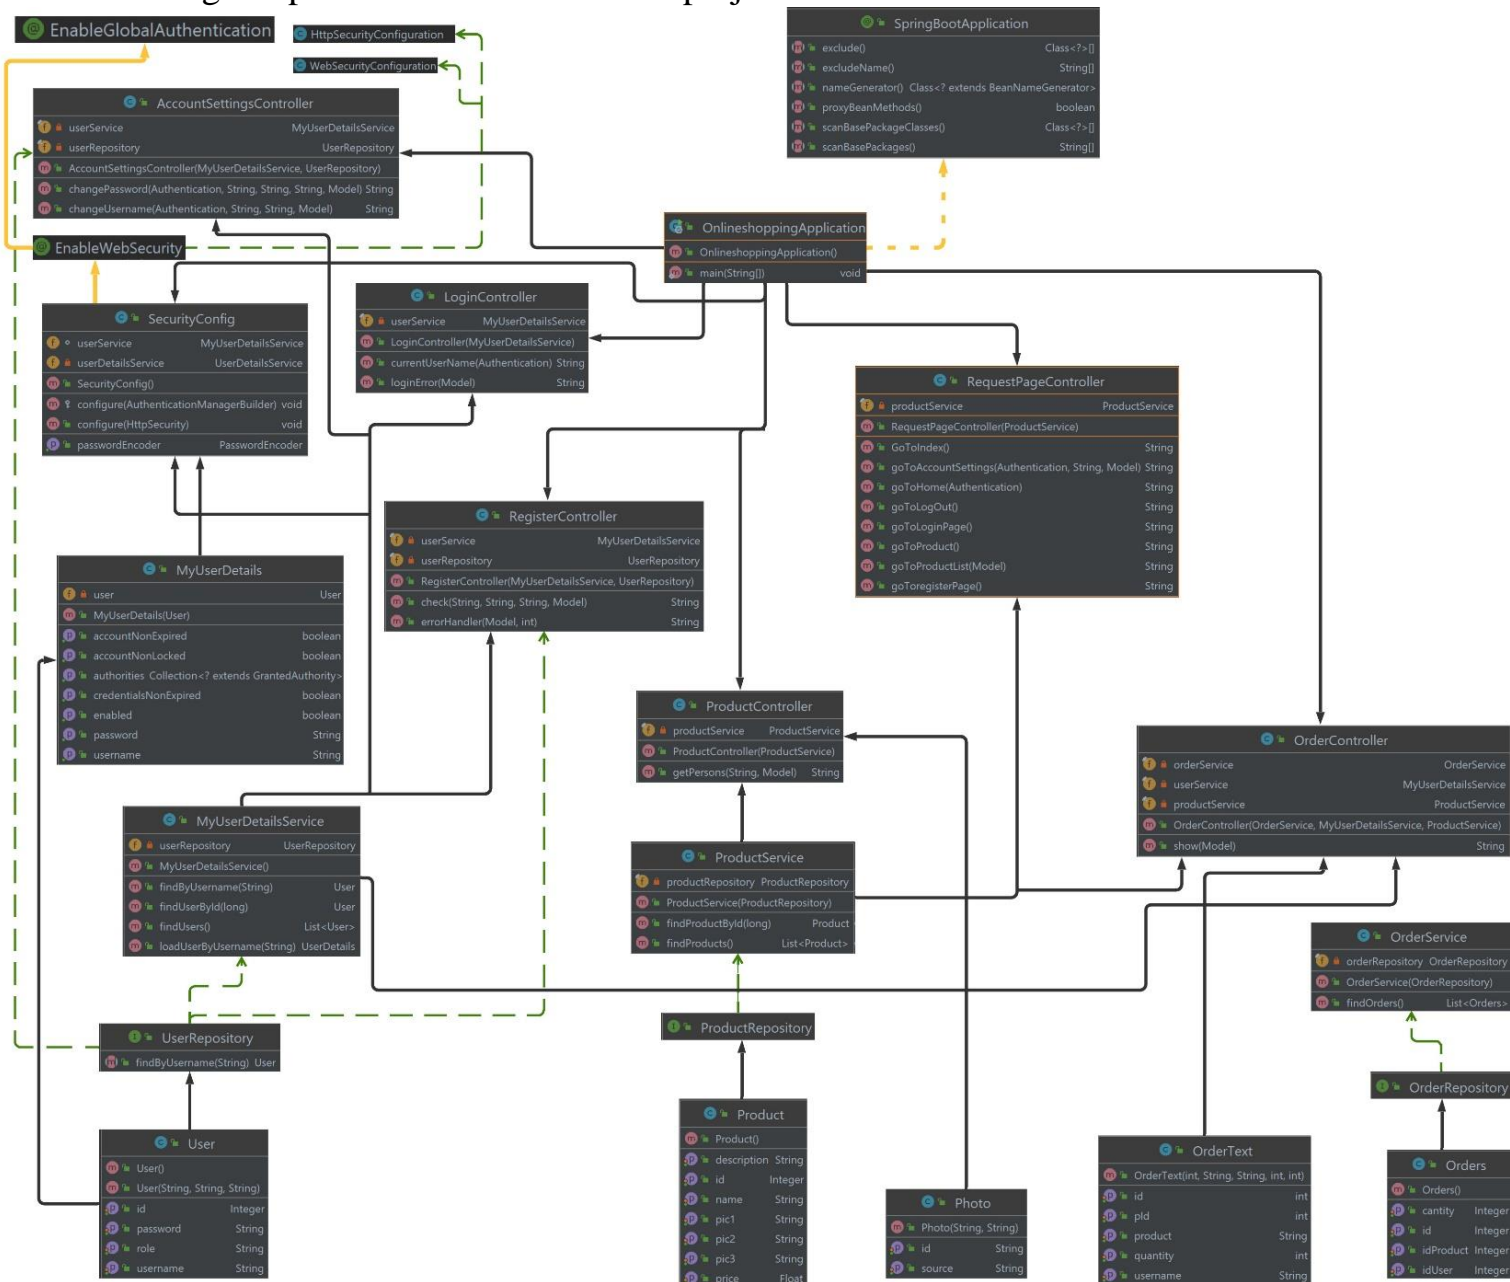 EnableGlobalAuthentication
HttpSecurityConfiguration
WebSecurityConfiguration
SpringBootApplication
exclude() Class<?>[]
excludeName() String[]
nameGenerator() Class<? extends BeanNameGenerator>
proxyBeanMethods() boolean
scanBasePackageClasses() Class<?>[]
scanBasePackages() String[]
AccountSettingsController
userService MyUserDetailsService
userRepository UserRepository
AccountSettingsController(MyUserDetailsService, UserRepository)
changePassword(Authentication, String, String, String, Model) String
changeUsername(Authentication, String, String, Model) String
EnableWebSecurity
OnlineshoppingApplication
OnlineshoppingApplication()
main(String[]) void
SecurityConfig
userService MyUserDetailsService
userDetailsService UserDetailsService
SecurityConfig()
configure(AuthenticationManagerBuilder) void
configure(HttpSecurity) void
passwordEncoder PasswordEncoder
LoginController
userService MyUserDetailsService
LoginController(MyUserDetailsService)
currentUserName(Authentication) String
loginError(Model) String
RequestPageController
productService ProductService
RequestPageController(ProductService)
GoToIndex() String
goToAccountSettings(Authentication, String, Model) String
goToHome(Authentication) String
goToLogOut() String
goToLoginPage() String
goToProduct() String
goToProductList(Model) String
goToregisterPage() String
RegisterController
userService MyUserDetailsService
userRepository UserRepository
RegisterController(MyUserDetailsService, UserRepository)
check(String, String, String, Model) String
errorHandler(Model, int) String
MyUserDetails
user User
MyUserDetails(User)
accountNonExpired boolean
accountNonLocked boolean
authorities Collection<? extends GrantedAuthority>
credentialsNonExpired boolean
enabled boolean
password String
username String
ProductController
productService ProductService
ProductController(ProductService)
getPersons(String, Model) String
OrderController
orderService OrderService
userService MyUserDetailsService
productService ProductService
OrderController(OrderService, MyUserDetailsService, ProductService)
show(Model) String
MyUserDetailsService
userRepository UserRepository
MyUserDetailsService()
findByUsername(String) User
findUserById(long) User
findUsers() List<User>
loadUserByUsername(String) UserDetails
ProductService
productRepository ProductRepository
ProductService(ProductRepository)
findProductById(long) Product
findProducts() List<Product>
OrderService
orderRepository OrderRepository
OrderService(OrderRepository)
findOrders() List<Orders>
UserRepository
findByUsername(String) User
ProductRepository
OrderRepository
User
User()
User(String, String, String)
id Integer
password String
role String
username String
Product
Product()
description String
id Integer
name String
pic1 String
pic2 String
pic3 String
price Float
Photo
Photo(String, String)
id String
source String
OrderText
OrderText(int, String, String, int, int)
id int
pId int
product String
quantity int
username String
Orders
Orders()
cantity Integer
id Integer
idProduct Integer
idUser Integer